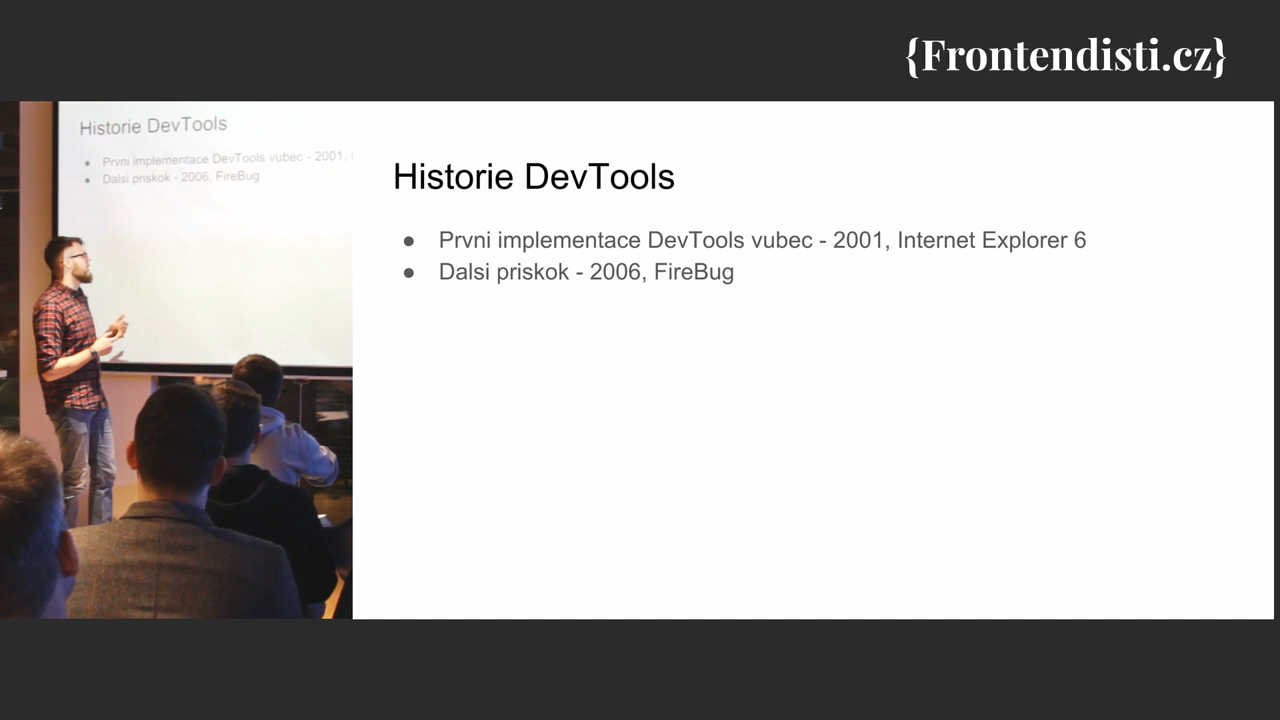 {Frontendisti.cz}
Historie DevTools
Prvni implementace DevTools vubec - 2001, I
Dalsi priskok - 2006, FireBug
Historie DevTools
● Prvni implementace DevTools vubec - 2001, Internet Explorer 6
● Dalsi priskok - 2006, FireBug